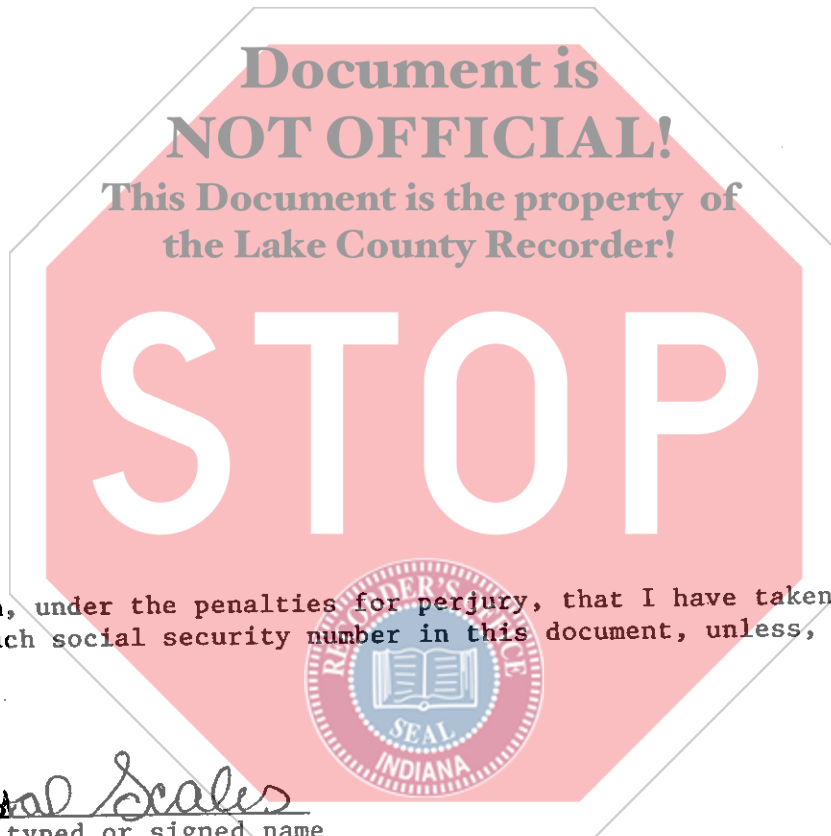 Document is
NOT OFFICIAL!
This Document is the property of
the Lake County Recorder!
STOP
, under the penalties for perjury, that I have taken
ch social security number in this document, unless,
RECORDER'S OFFICE
SEAL
INDIANA
Scales
typed or signed name